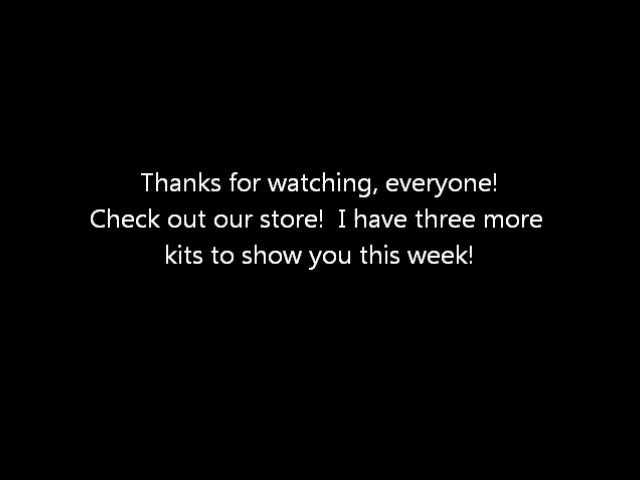 Thanks for watching, everyone!
Check out our store!  I have three more
kits to show you this week!